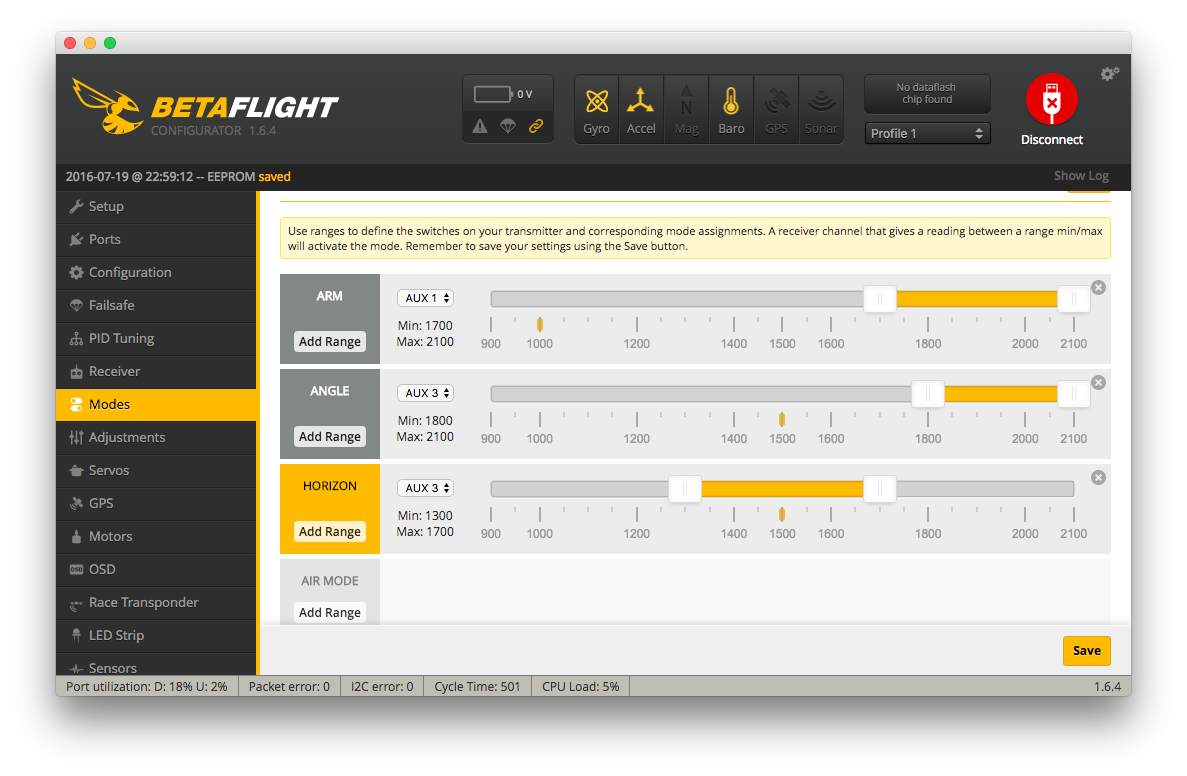 BETAFLIGHT
CONFIGURATOR 1.6.4
0 V
Gyro Accel Mag Baro GPS Sonar
No dataflash
chip found
Profile 1
Disconnect
2016-07-19 @ 22:59:12 -- EEPROM saved
Show Log
Setup
Ports
Configuration
Failsafe
PID Tuning
Receiver
Modes
Adjustments
Servos
GPS
Motors
OSD OSD
Race Transponder
LED Strip
Sensors
Use ranges to define the switches on your transmitter and corresponding mode assignments. A receiver channel that gives a reading between a range min/max
will activate the mode. Remember to save your settings using the Save button.
ARM
Add Range
AUX 1
Min: 1700
Max: 2100
900 1000 1200 1400 1500 1600 1800 2000 2100
ANGLE
Add Range
AUX 3
Min: 1800
Max: 2100
900 1000 1200 1400 1500 1600 1800 2000 2100
HORIZON
Add Range
AUX 3
Min: 1300
Max: 1700
900 1000 1200 1400 1500 1600 1800 2000 2100
AIR MODE
Add Range
Save
Port utilization: D: 18% U: 2% Packet error: 0 I2C error: 0 Cycle Time: 501 CPU Load: 5% 1.6.4